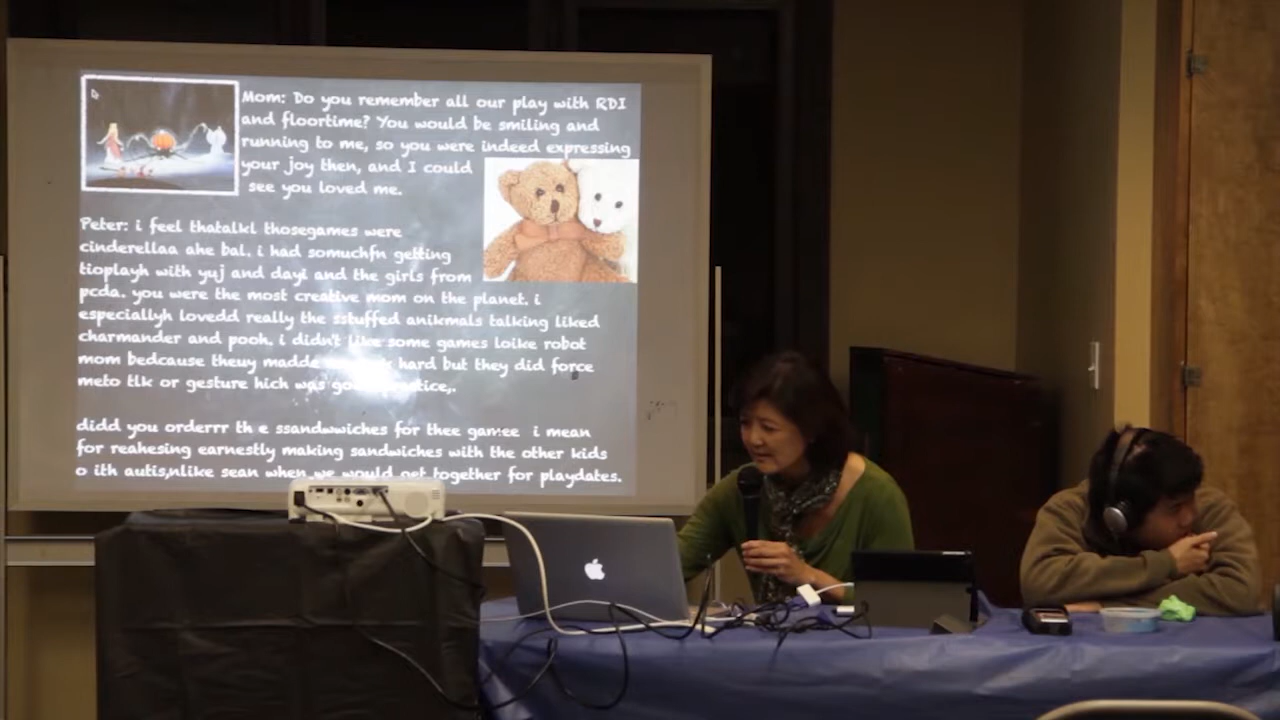 Mom: Do you remember all our play with RDI
and floortime? You would be smiling and
running to me, so you were indeed expressing
your joy then, and I could
see you loved me.
Peter: i feel thatalkl thosegames were
cinderellaa ahe bal. i had somuchfn getting
tioplayh with yuj and dayi and the girls from
pcda. you were the most creative mom on the planet. i
especiallyh lovedd really the sstuffed anikmals talking liked
charmander and pooh. i didn't like some games loike robot
mom bedcause theuy madde hard but they did force
meto tlk or gesture hich was
didd you orderrr th e ssandwwiches for thee gamee i mean
for reahesing earnestly making sandwiches with the other kids
o ith autis,nlike sean when we would get together for playdates.